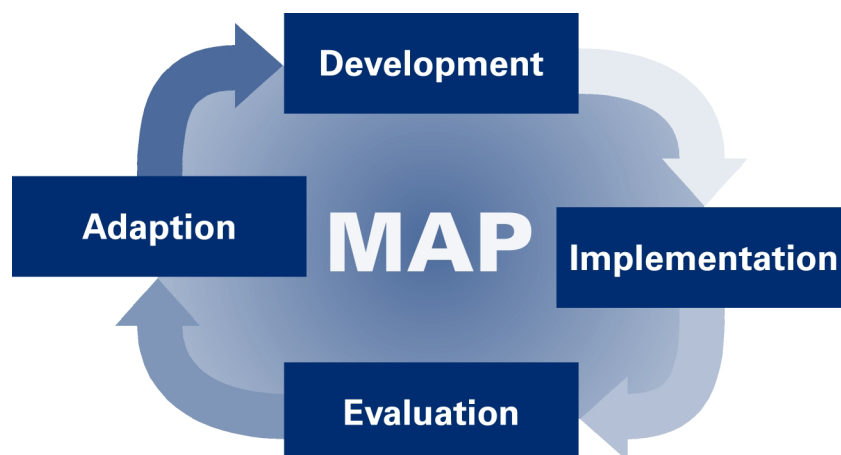 Development
Adaption
MAP
Implementation
Evaluation